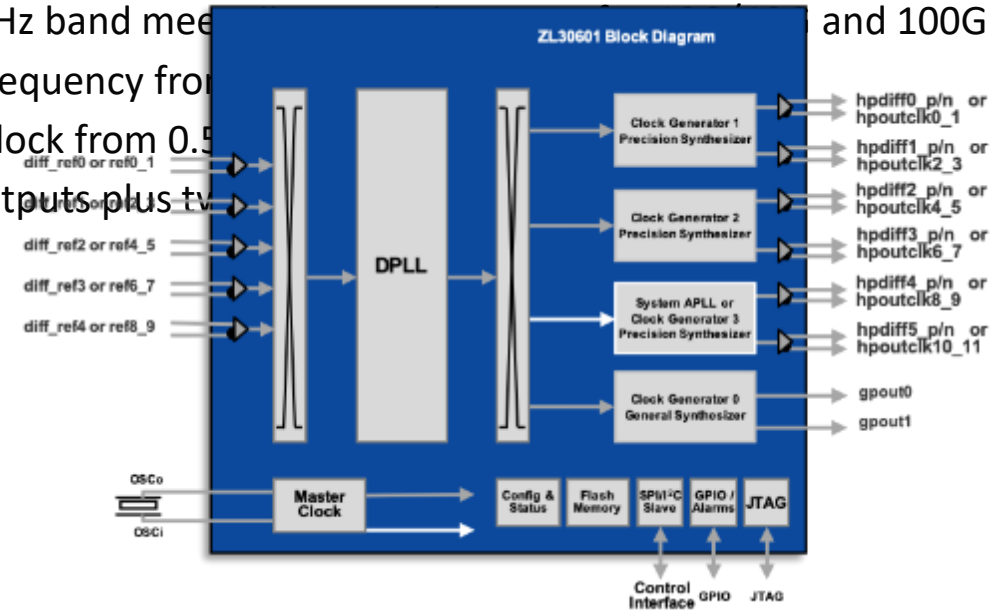 Hz band mee
and 100G
equency fro
lock from 0.5
tputs plus tv
ZL30601 Block Diagram
diff_ref0 or ref0_1
diff_ref2 or ref4_5
diff_ref3 or ref6_7
diff_ref4 or ref8_9
DPLL
Clock Generator 1
Precision Synthesizer
Clock Generator 2
Precision Synthesizer
System APLL or
Clock Generator 3
Precision Synthesizer
Clock Generator 0
General Synthesizer
hpdiff0_p/n or
hpoutclk0_1
hpdiff1_p/n or
hpoutclk2_3
hpdiff2_p/n or
hpoutclk4_5
hpdiff3_p/n or
hpoutclk6_7
hpdiff4_p/n or
hpoutclk8_9
hpdiff5_p/n or
hpoutclk10_11
gpout0
gpout1
OSCo
OSCi
Master
Clock
Config &
Status
Flash
Memory
SPI/I²C
Slave
GPIO /
Alarms
JTAG
Control
Interface
GPIO
JTAG